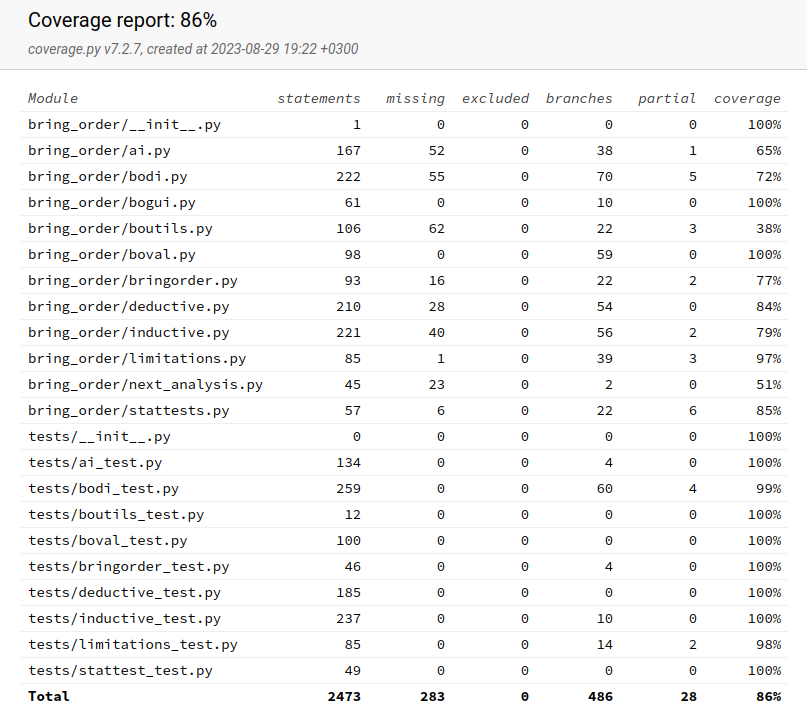 Coverage report: 86%
coverage.py v7.2.7, created at 2023-08-29 19:22 +0300
Module statements missing excluded branches partial coverage
bring_order/__init__.py 1 0 0 0 0 100%
bring_order/ai.py 167 52 0 38 1 65%
bring_order/bodi.py 222 55 0 70 5 72%
bring_order/bogui.py 61 0 0 10 0 100%
bring_order/boutils.py 106 62 0 22 3 38%
bring_order/boval.py 98 0 0 59 0 100%
bring_order/bringorder.py 93 16 0 22 2 77%
bring_order/deductive.py 210 28 0 54 0 84%
bring_order/inductive.py 221 40 0 56 2 79%
bring_order/limitations.py 85 1 0 39 3 97%
bring_order/next_analysis.py 45 23 0 2 0 51%
bring_order/stattests.py 57 6 0 22 6 85%
tests/__init__.py 0 0 0 0 0 100%
tests/ai_test.py 134 0 0 4 0 100%
tests/bodi_test.py 259 0 0 60 4 99%
tests/boutils_test.py 12 0 0 0 0 100%
tests/boval_test.py 100 0 0 0 0 100%
tests/bringorder_test.py 46 0 0 4 0 100%
tests/deductive_test.py 185 0 0 0 0 100%
tests/inductive_test.py 237 0 0 10 0 100%
tests/limitations_test.py 85 0 0 14 2 98%
tests/stattest_test.py 49 0 0 0 0 100%
Total 2473 283 0 486 28 86%